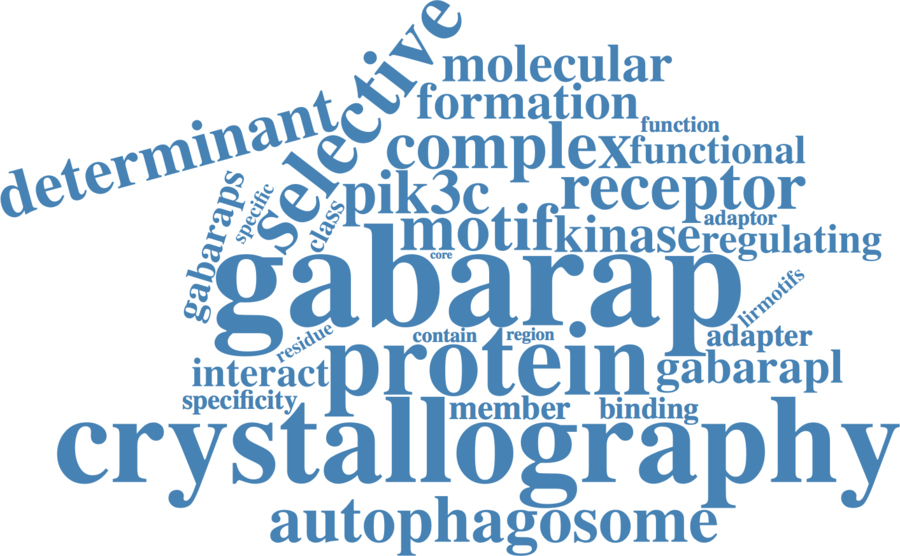 selective
molecular
formation
determinant
function
complex
functional
pik3c
receptor
specific
gabaraps
class
adaptor
motif
kinase
regulating
core
gabarap
lirmotifs
residue
contain
region
adapter
protein
interact
gabarapl
specificity
member
binding
crystallography
autophagosome